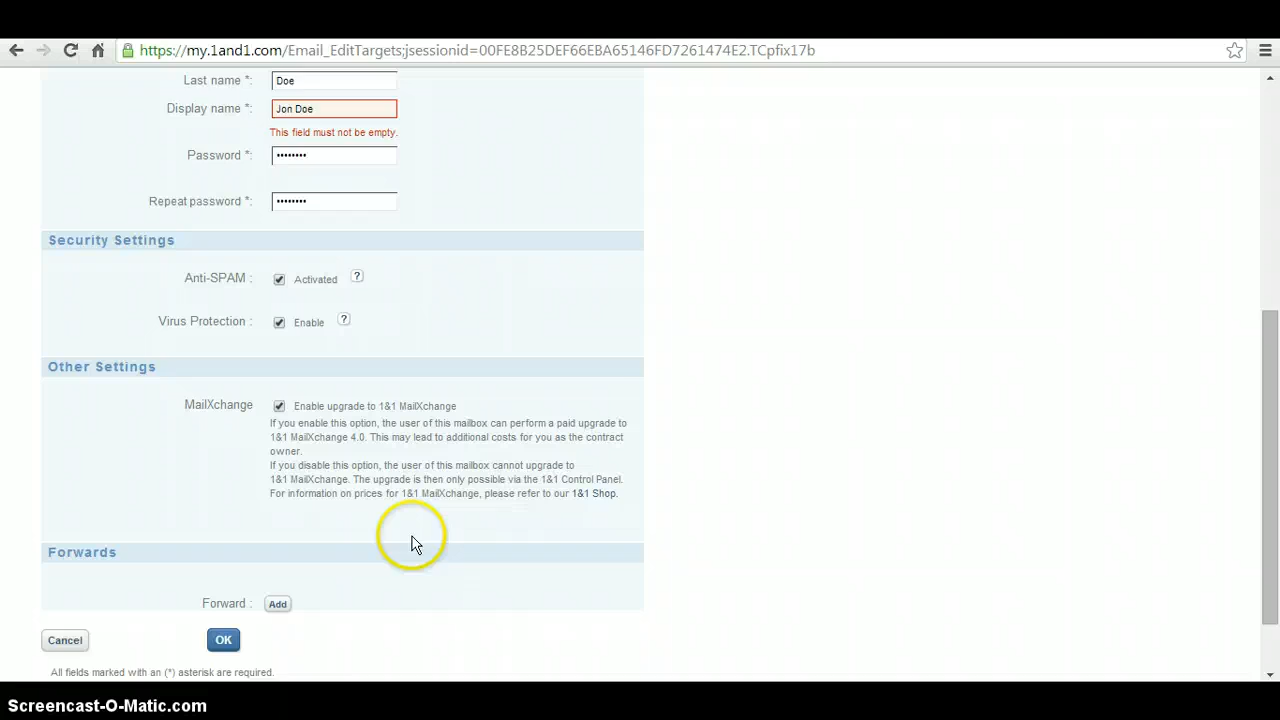 https://my.1and1.com/Email_EditTargets;jsessionid=00FE8B25DEF66EBA65146FD7261474E2.TCpfix17b
Last name *: Doe
Display name *: Jon Doe
This field must not be empty.
Password *: ••••••••
Repeat password *: ••••••••
Security Settings
Anti-SPAM : Activated ?
Virus Protection : Enable ?
Other Settings
MailXchange Enable upgrade to 1&1 MailXchange
If you enable this option, the user of this mailbox can perform a paid upgrade to
1&1 MailXchange 4.0. This may lead to additional costs for you as the contract
owner.
If you disable this option, the user of this mailbox cannot upgrade to
1&1 MailXchange. The upgrade is then only possible via the 1&1 Control Panel.
For information on prices for 1&1 MailXchange, please refer to our 1&1 Shop.
Forwards
Forward : Add
Cancel OK
All fields marked with an (*) asterisk are required.
Screencast-O-Matic.com